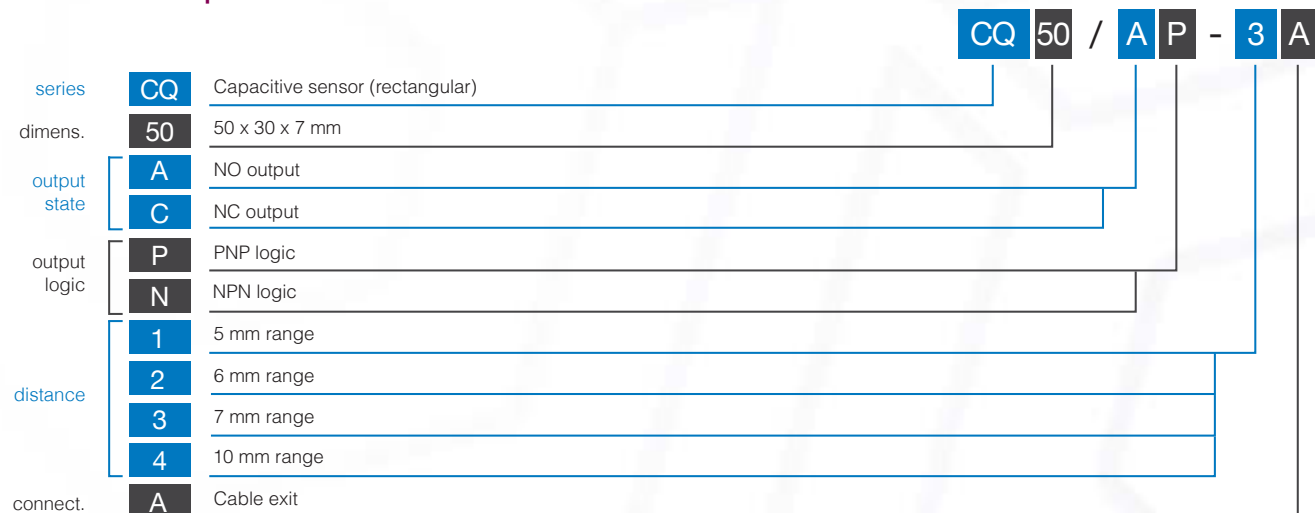 CQ 50 / A P - 3 A
series CQ Capacitive sensor (rectangular)
dimens. 50 50 x 30 x 7 mm
output state
A NO output
C NC output
output logic
P PNP logic
N NPN logic
distance
1 5 mm range
2 6 mm range
3 7 mm range
4 10 mm range
connect. A Cable exit